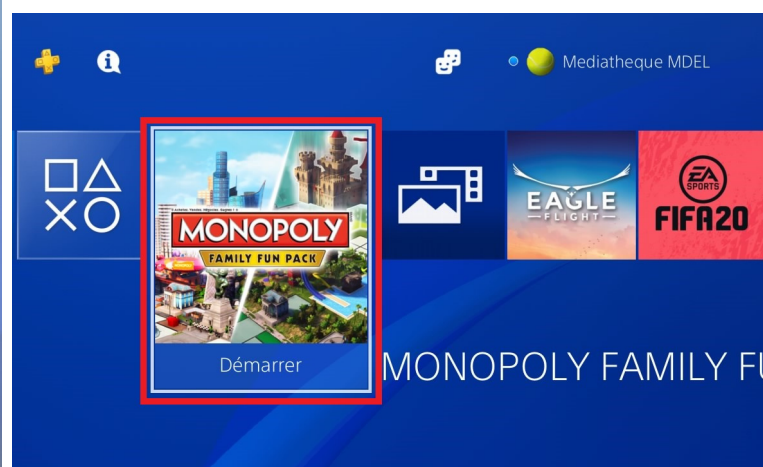 Mediatheque MDEL
MONOPOLY
FAMILY FUN PACK
Démarrer
EAGLE
FLIGHT
EA
SPORTS
FIFA20
MONOPOLY FAMILY FU